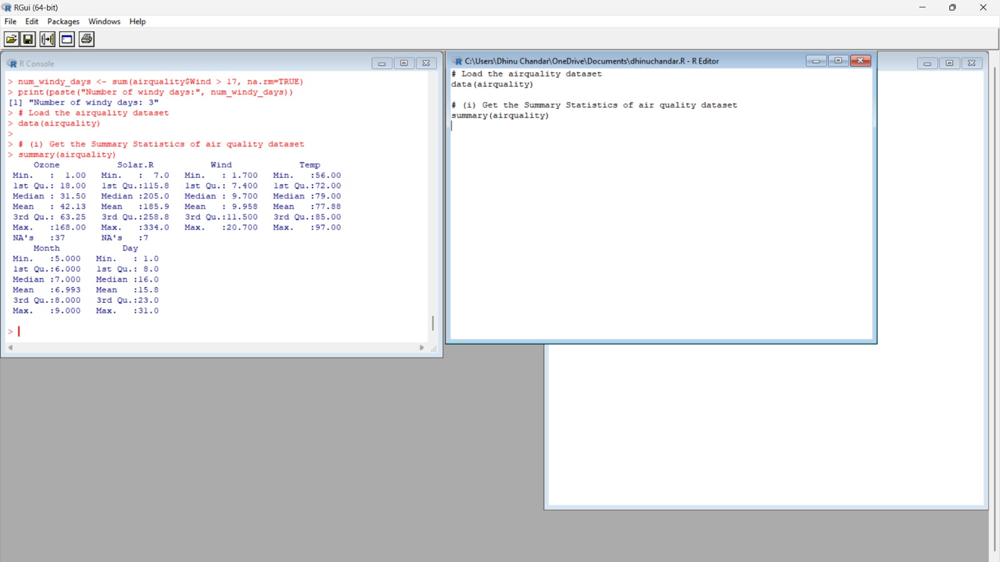 RGui (64-bit)
File Edit Packages Windows Help
R Console
> num_windy_days <- sum(airquality$Wind > 17, na.rm=TRUE)
> print(paste("Number of windy days:", num_windy_days))
[1] "Number of windy days: 3"
> # Load the airquality dataset
> data(airquality)
>
> # (i) Get the Summary Statistics of air quality dataset
> summary(airquality)
     Ozone           Solar.R           Wind             Temp
 Min.   :  1.00   Min.   :  7.0   Min.   : 1.700   Min.   :56.00
 1st Qu.: 18.00   1st Qu.:115.8   1st Qu.: 7.400   1st Qu.:72.00
 Median : 31.50   Median :205.0   Median : 9.700   Median :79.00
 Mean   : 42.13   Mean   :185.9   Mean   : 9.958   Mean   :77.88
 3rd Qu.: 63.25   3rd Qu.:258.8   3rd Qu.:11.500   3rd Qu.:85.00
 Max.   :168.00   Max.   :334.0   Max.   :20.700   Max.   :97.00
 NA's   :37       NA's   :7
     Month            Day
 Min.   :5.000   Min.   : 1.0
 1st Qu.:6.000   1st Qu.: 8.0
 Median :7.000   Median :16.0
 Mean   :6.993   Mean   :15.8
 3rd Qu.:8.000   3rd Qu.:23.0
 Max.   :9.000   Max.   :31.0
>
C:\Users\Dhinu Chandar\OneDrive\Documents\dhinuchandar.R - R Editor
# Load the airquality dataset
data(airquality)
# (i) Get the Summary Statistics of air quality dataset
summary(airquality)